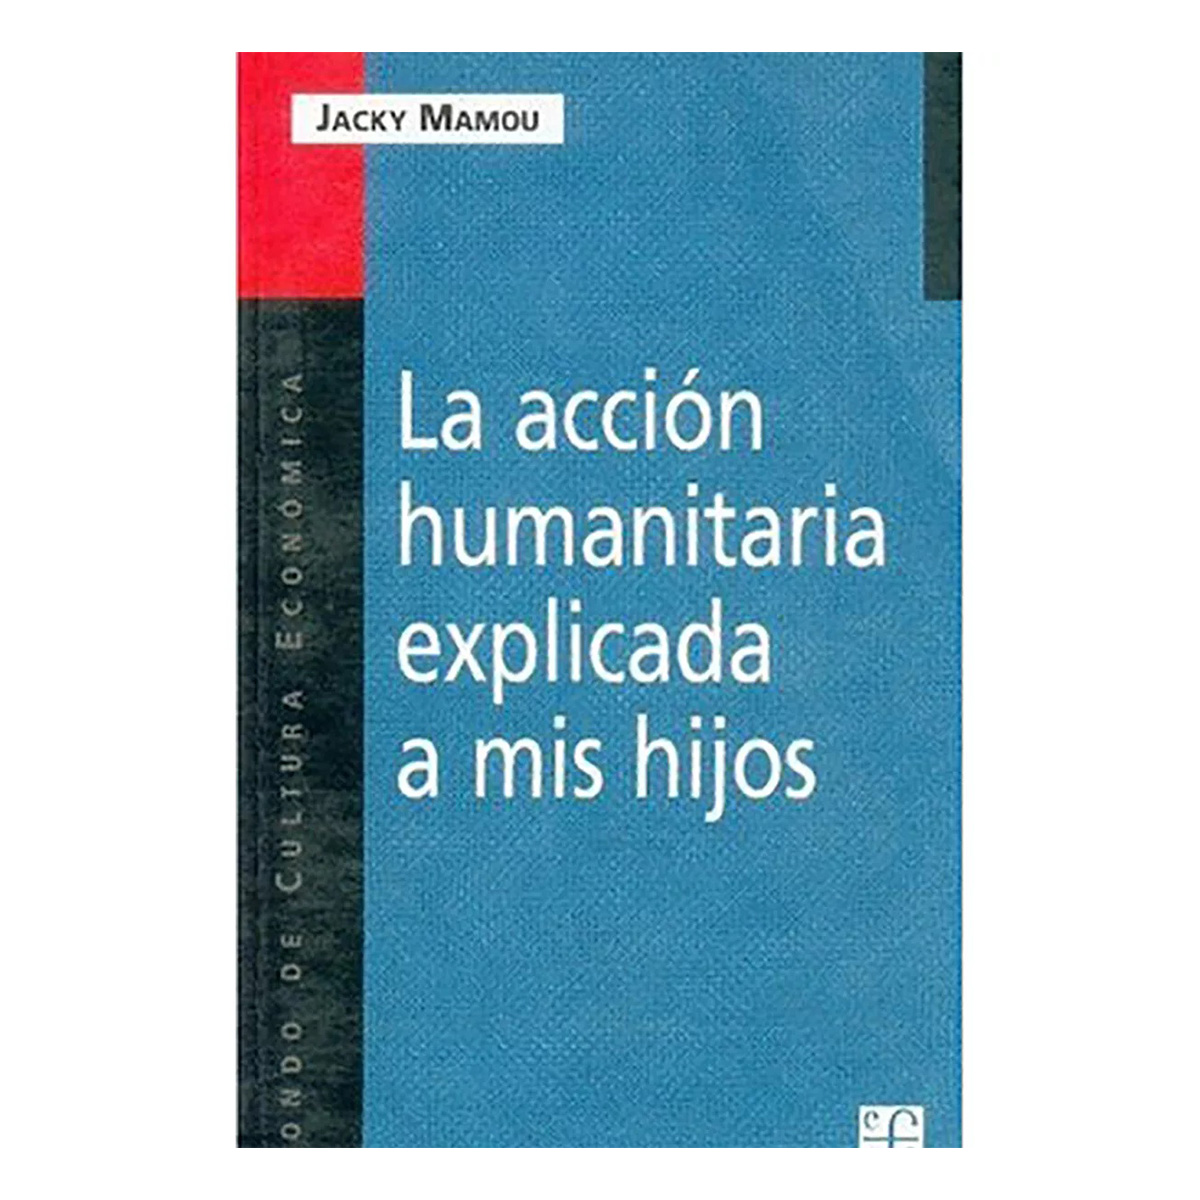 JACKY MAMOU
La acción
humanitaria
explicada
a mis hijos
ONDO DE CULTURA ECONÓMICA